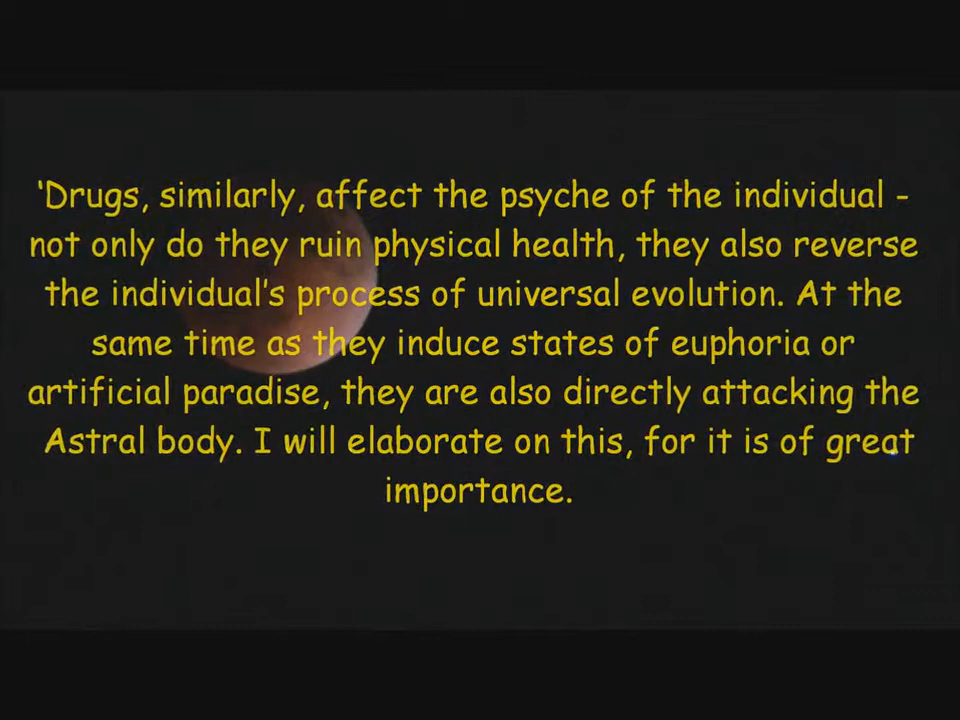 'Drugs, similarly, affect the psyche of the individual -
not only do they ruin physical health, they also reverse
the individual's process of universal evolution. At the
same time as they induce states of euphoria or
artificial paradise, they are also directly attacking the
Astral body. I will elaborate on this, for it is of great
importance.